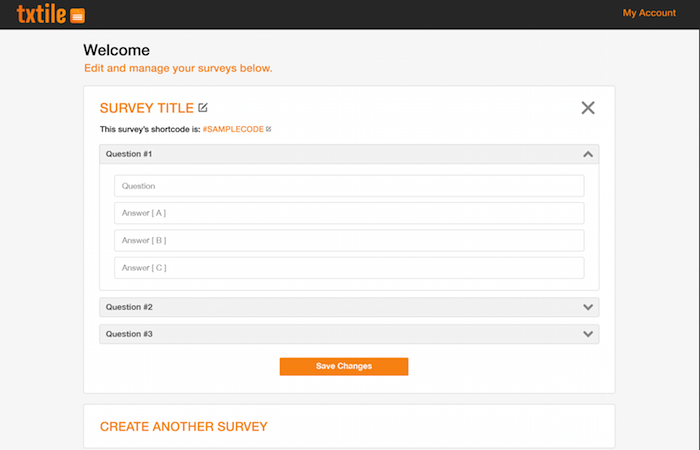 txtile
My Account
Welcome
Edit and manage your surveys below.
SURVEY TITLE
This survey's shortcode is: #SAMPLECODE
Question #1
Question
Answer [ A ]
Answer [ B ]
Answer [ C ]
Question #2
Question #3
Save Changes
CREATE ANOTHER SURVEY